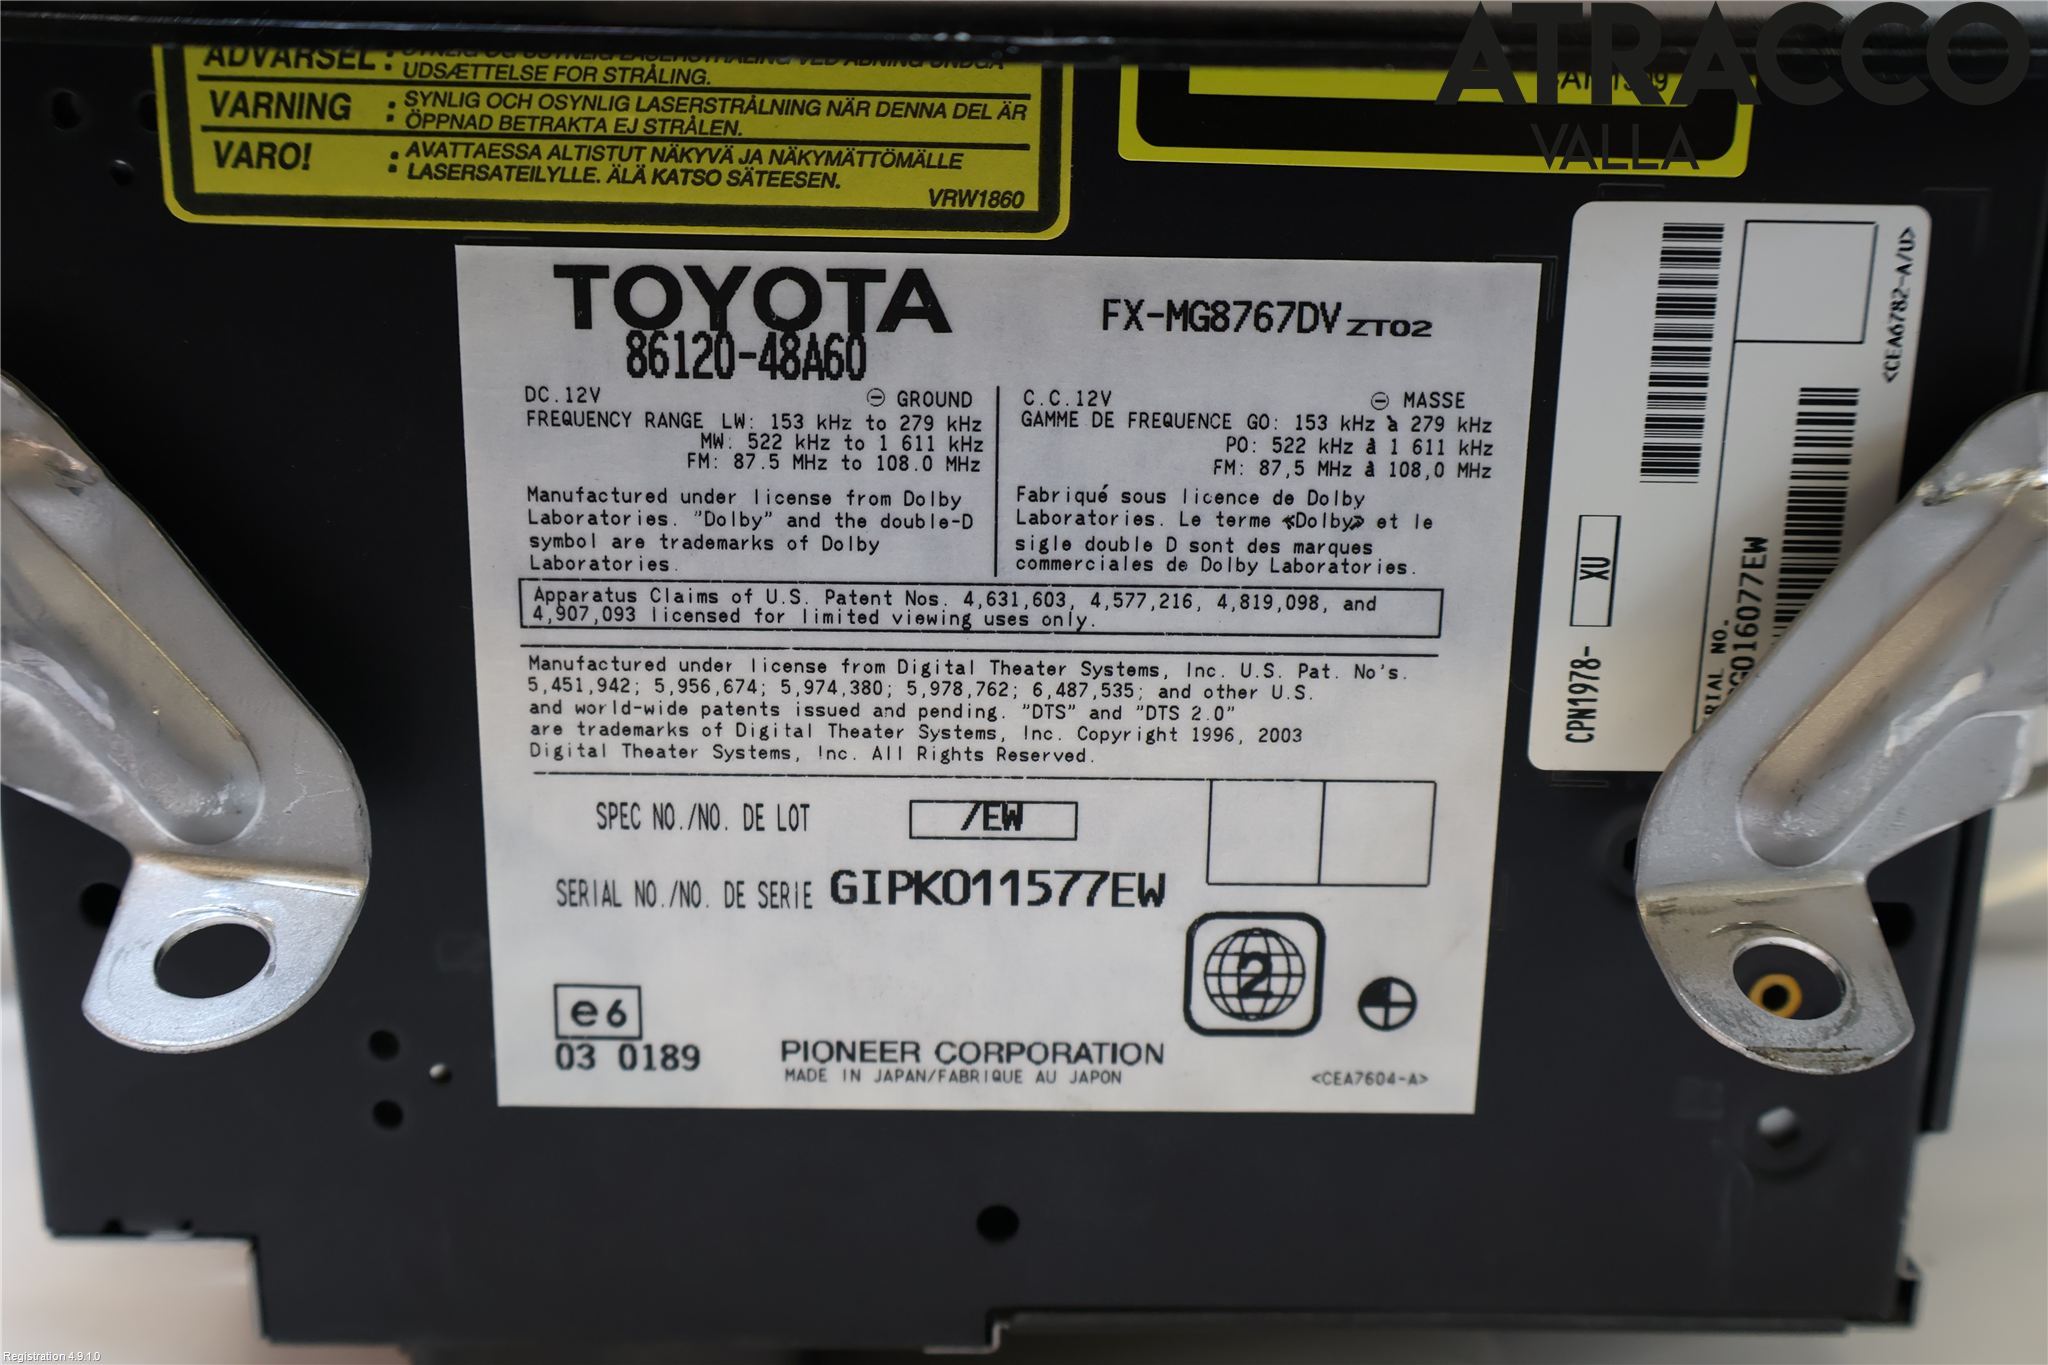 ATRACCO
VALLA
ADVARSEL :
UDSÆTTELSE FOR STRÅLING.
VARNING : SYNLIG OCH OSYNLIG LASERSTRÅLNING NÄR DENNA DEL ÄR
ÖPPNAD BETRAKTA EJ STRÅLEN.
VARO! : AVATTAESSA ALTISTUT NÄKYVÄ JA NÄKYMÄTTÖMÄLLE
LASERSATEILYLLE. ÄLÄ KATSO SÄTEESEN.
VRW1860
TOYOTA
86120-48A60
FX-MG8767DV ZT02
DC.12V ⊖ GROUND
FREQUENCY RANGE LW: 153 kHz to 279 kHz
MW: 522 kHz to 1 611 kHz
FM: 87.5 MHz to 108.0 MHz
Manufactured under license from Dolby
Laboratories. "Dolby" and the double-D
symbol are trademarks of Dolby
Laboratories.
C.C.12V ⊖ MASSE
GAMME DE FREQUENCE GO: 153 kHz à 279 kHz
PO: 522 kHz à 1 611 kHz
FM: 87,5 MHz à 108,0 MHz
Fabriqué sous licence de Dolby
Laboratories. Le terme «Dolby» et le
sigle double D sont des marques
commerciales de Dolby Laboratories.
Apparatus Claims of U.S. Patent Nos. 4,631,603, 4,577,216, 4,819,098, and
4,907,093 licensed for limited viewing uses only.
Manufactured under license from Digital Theater Systems, Inc. U.S. Pat. No's.
5,451,942; 5,956,674; 5,974,380; 5,978,762; 6,487,535; and other U.S.
and world-wide patents issued and pending. "DTS" and "DTS 2.0"
are trademarks of Digital Theater Systems, Inc. Copyright 1996, 2003
Digital Theater Systems, Inc. All Rights Reserved.
SPEC NO./NO. DE LOT /EW
SERIAL NO./NO. DE SERIE GIPK011577EW
2
e6
03 0189
PIONEER CORPORATION
MADE IN JAPAN/FABRIQUE AU JAPON
<CEA7604-A>
CPN1978- XU
NO.
G016077EW
<CEA6782-A/U>
Registration 4.9.1.0